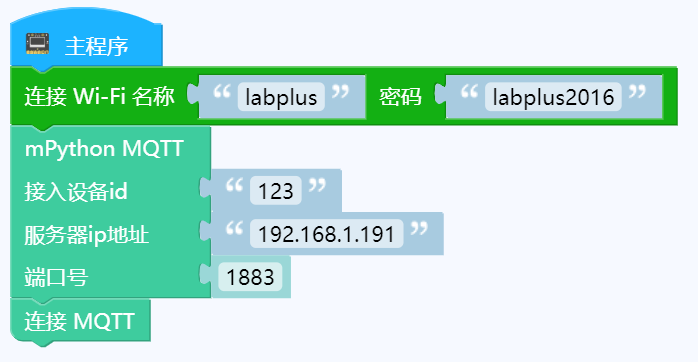 主程序
连接 Wi-Fi 名称 “ labplus ” 密码 “ labplus2016 ”
mPython MQTT
接入设备id “ 123 ”
服务器ip地址 “ 192.168.1.191 ”
端口号 1883
连接 MQTT